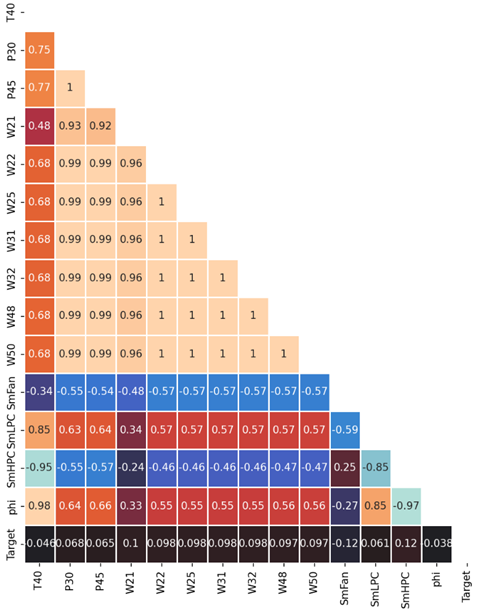 T40
P30 0.75
P45 0.77 1
W21 0.48 0.93 0.92
W22 0.68 0.99 0.99 0.96
W25 0.68 0.99 0.99 0.96 1
W31 0.68 0.99 0.99 0.96 1 1
W32 0.68 0.99 0.99 0.96 1 1 1
W48 0.68 0.99 0.99 0.96 1 1 1 1
W50 0.68 0.99 0.99 0.96 1 1 1 1 1
SmFan -0.34 -0.55 -0.54 -0.48 -0.57 -0.57 -0.57 -0.57 -0.57 -0.57
SmLPC 0.85 0.63 0.64 0.34 0.57 0.57 0.57 0.57 0.57 0.57 -0.59
SmHPC -0.95 -0.55 -0.57 -0.24 -0.46 -0.46 -0.46 -0.46 -0.47 -0.47 0.25 -0.85
phi 0.98 0.64 0.66 0.33 0.55 0.55 0.55 0.55 0.56 0.56 -0.27 0.85 -0.97
Target -0.046 0.068 0.065 0.1 0.098 0.098 0.098 0.098 0.097 0.097 -0.12 0.061 0.12 -0.038
T40 P30 P45 W21 W22 W25 W31 W32 W48 W50 SmFan SmLPC SmHPC phi Target